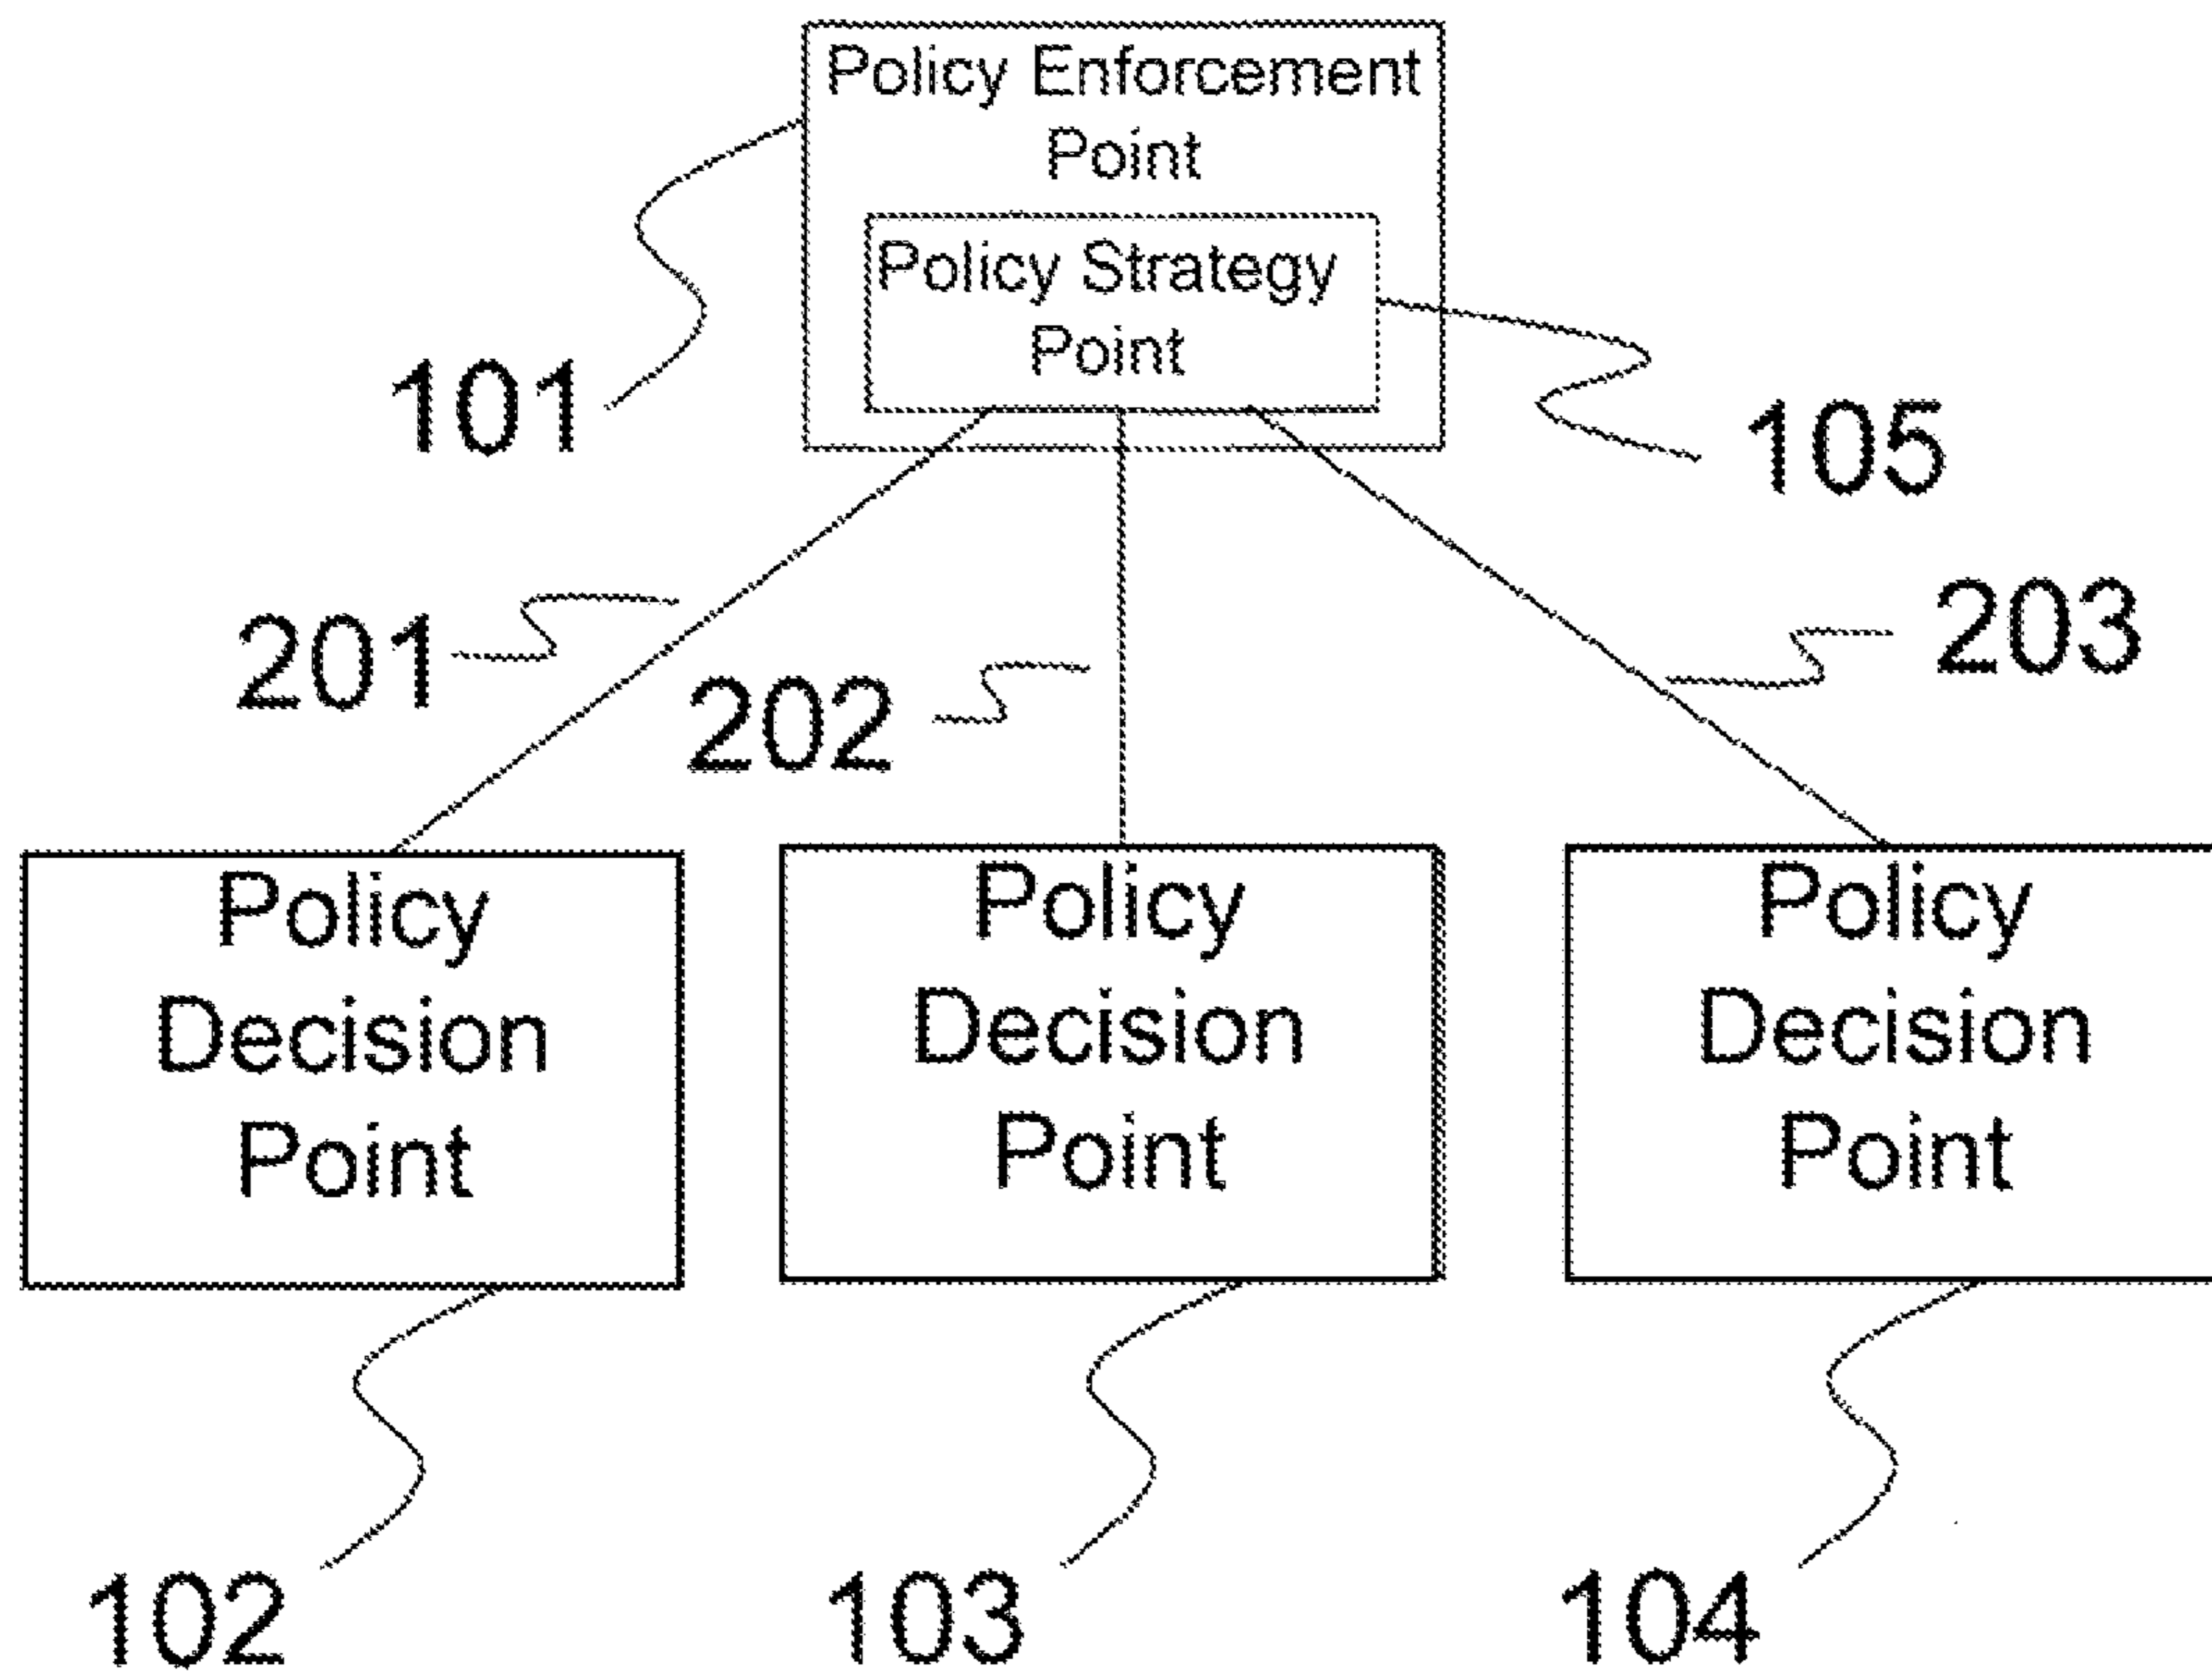 Policy Enforcement
Point
Policy Strategy
Point
101
105
201
202
203
Policy
Decision
Point
Policy
Decision
Point
Policy
Decision
Point
102
103
104